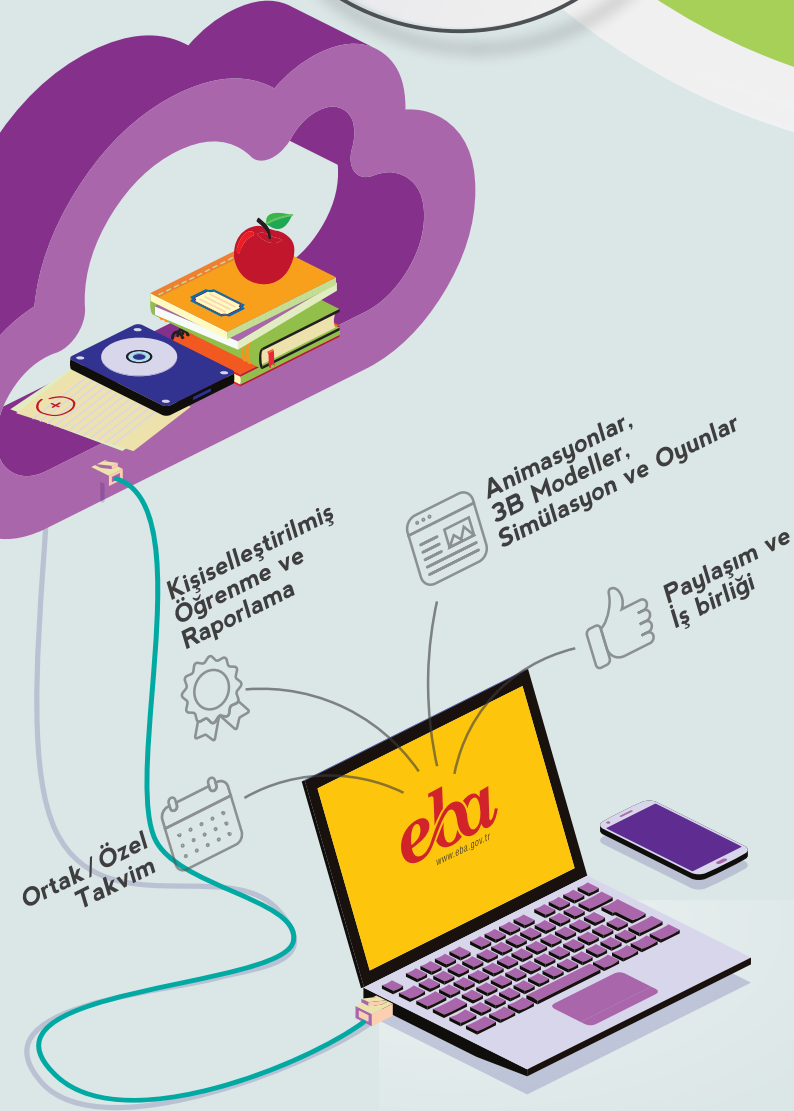 Animasyonlar,
3B Modeller,
Simülasyon ve Oyunlar
Kişiselleştirilmiş
Öğrenme ve
Raporlama
Paylaşım ve
İş birliği
Ortak / Özel
Takvim
eba
www.eba.gov.tr